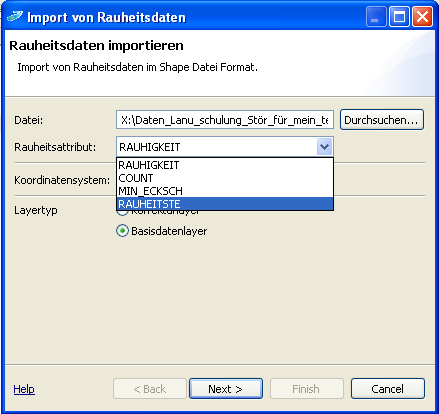 Import von Rauheitsdaten
Rauheitsdaten importieren
Import von Rauheitsdaten im Shape Datei Format.
Datei: X:\Daten_Lanu_schulung_Stör_für_mein_te Durchsuchen...
Rauheitsattribut: RAUHIGKEIT
RAUHIGKEIT
Koordinatensystem: COUNT
MIN_ECKSCH
RAUHEITSTE
Layertyp Korrekturlayer
Basisdatenlayer
Help < Back Next > Finish Cancel